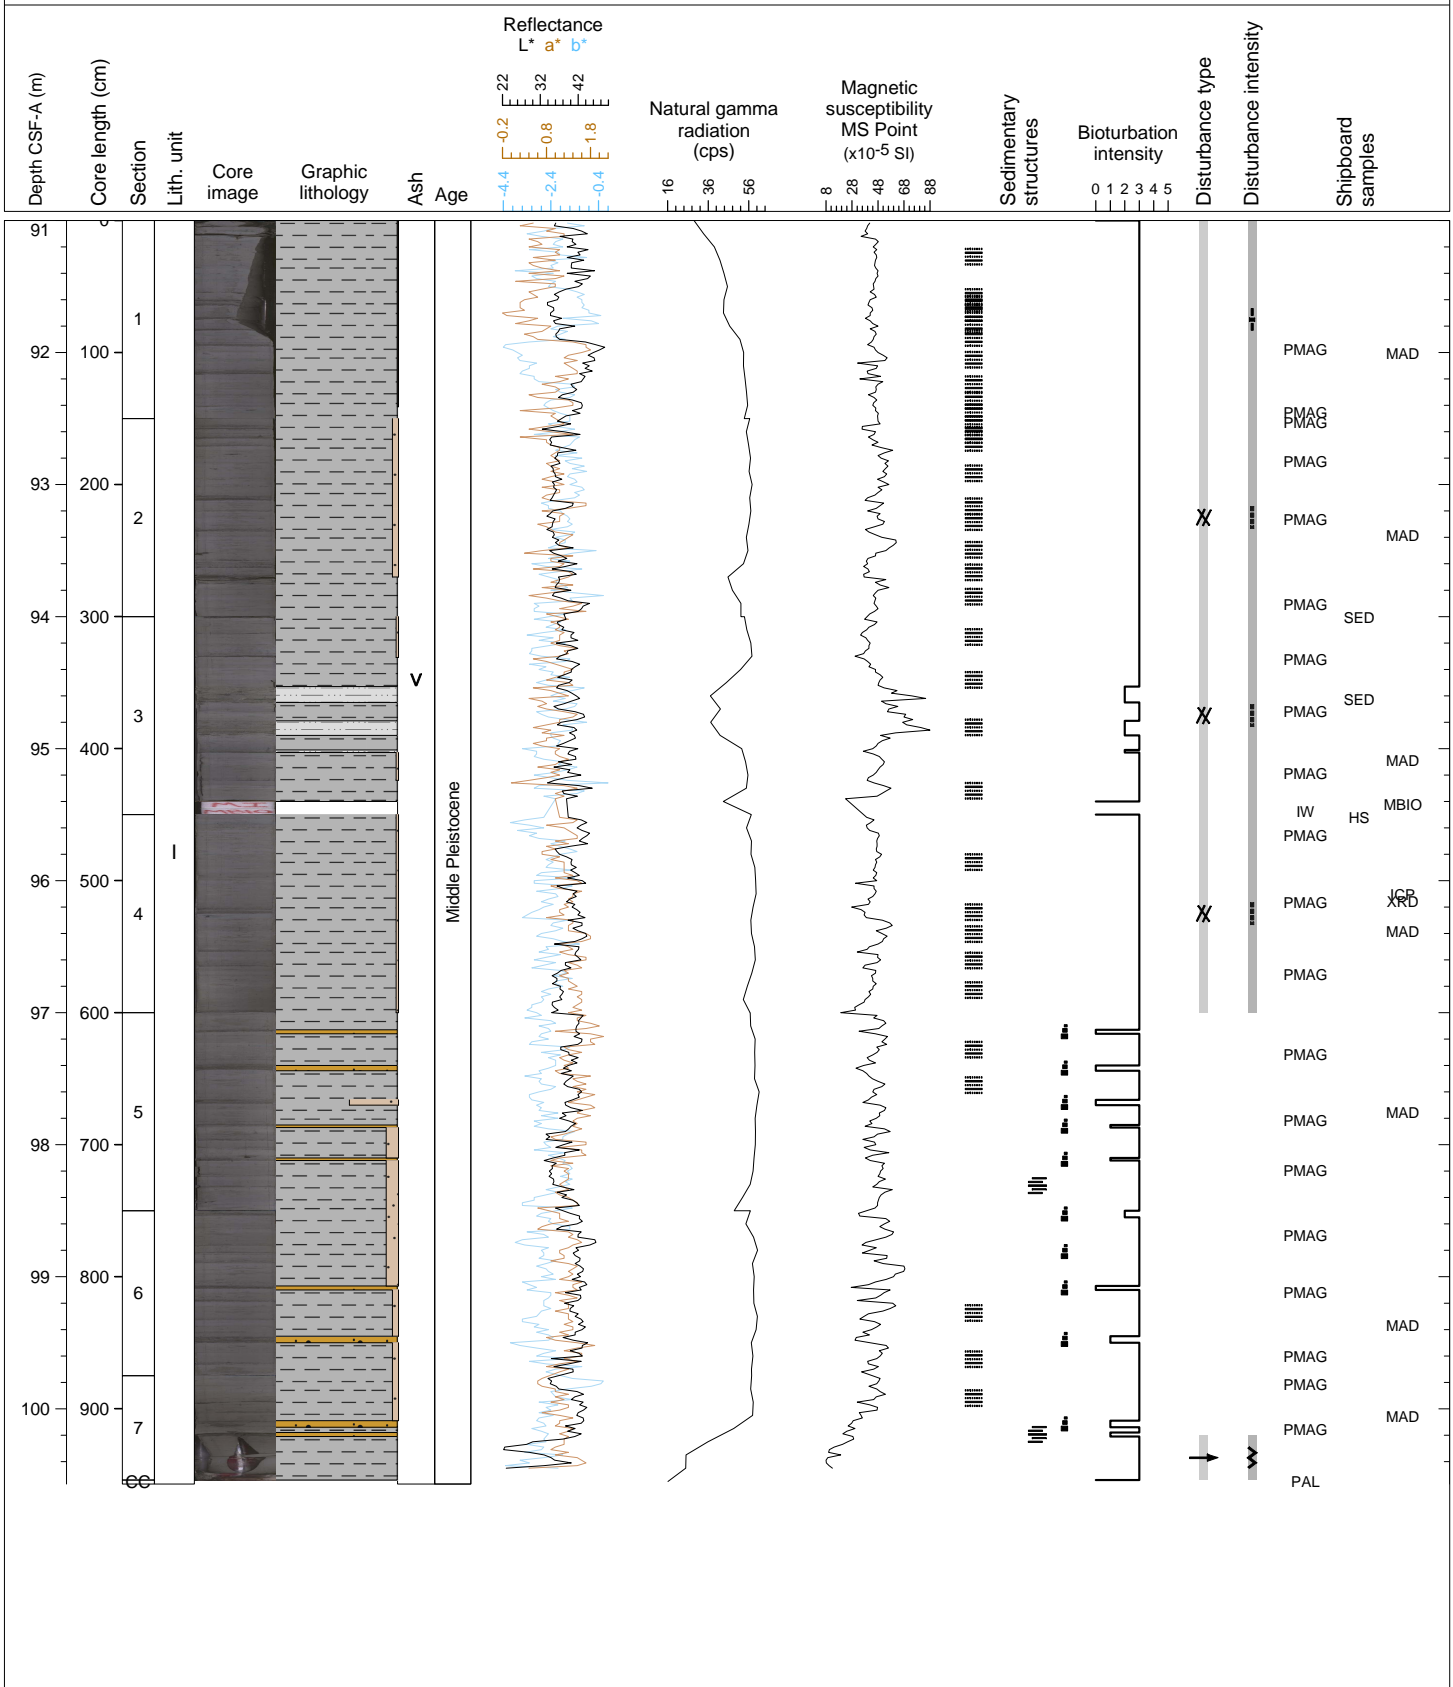 Reflectance
L* a* b*
22 32 42
-0.2 0.8 1.8
-4.4 -2.4 -0.4
Depth CSF-A (m)
Core length (cm)
Section
Lith. unit
Core
image
Graphic
lithology
Ash
Age
Natural gamma
radiation
(cps)
16 36 56
Magnetic
susceptibility
MS Point
(x10-5 SI)
8 28 48 68 88
Sedimentary
structures
Bioturbation
intensity
0 1 2 3 4 5
Disturbance type
Disturbance intensity
Shipboard
samples
91 0
1
92 100 PMAG MAD
PMAG
PMAG
PMAG
93 200
2 PMAG
MAD
PMAG
94 300 SED
PMAG
V
SED
3 PMAG
95 400
MAD
PMAG
MBIO
IW HS
PMAG
I
96 500
ICP
PMAG XRD
4
MAD
PMAG
97 600
PMAG
5 MAD
PMAG
98 700
PMAG
PMAG
99 800
6 PMAG
MAD
PMAG
PMAG
100 900
MAD
7 PMAG
CC PAL
Middle Pleistocene